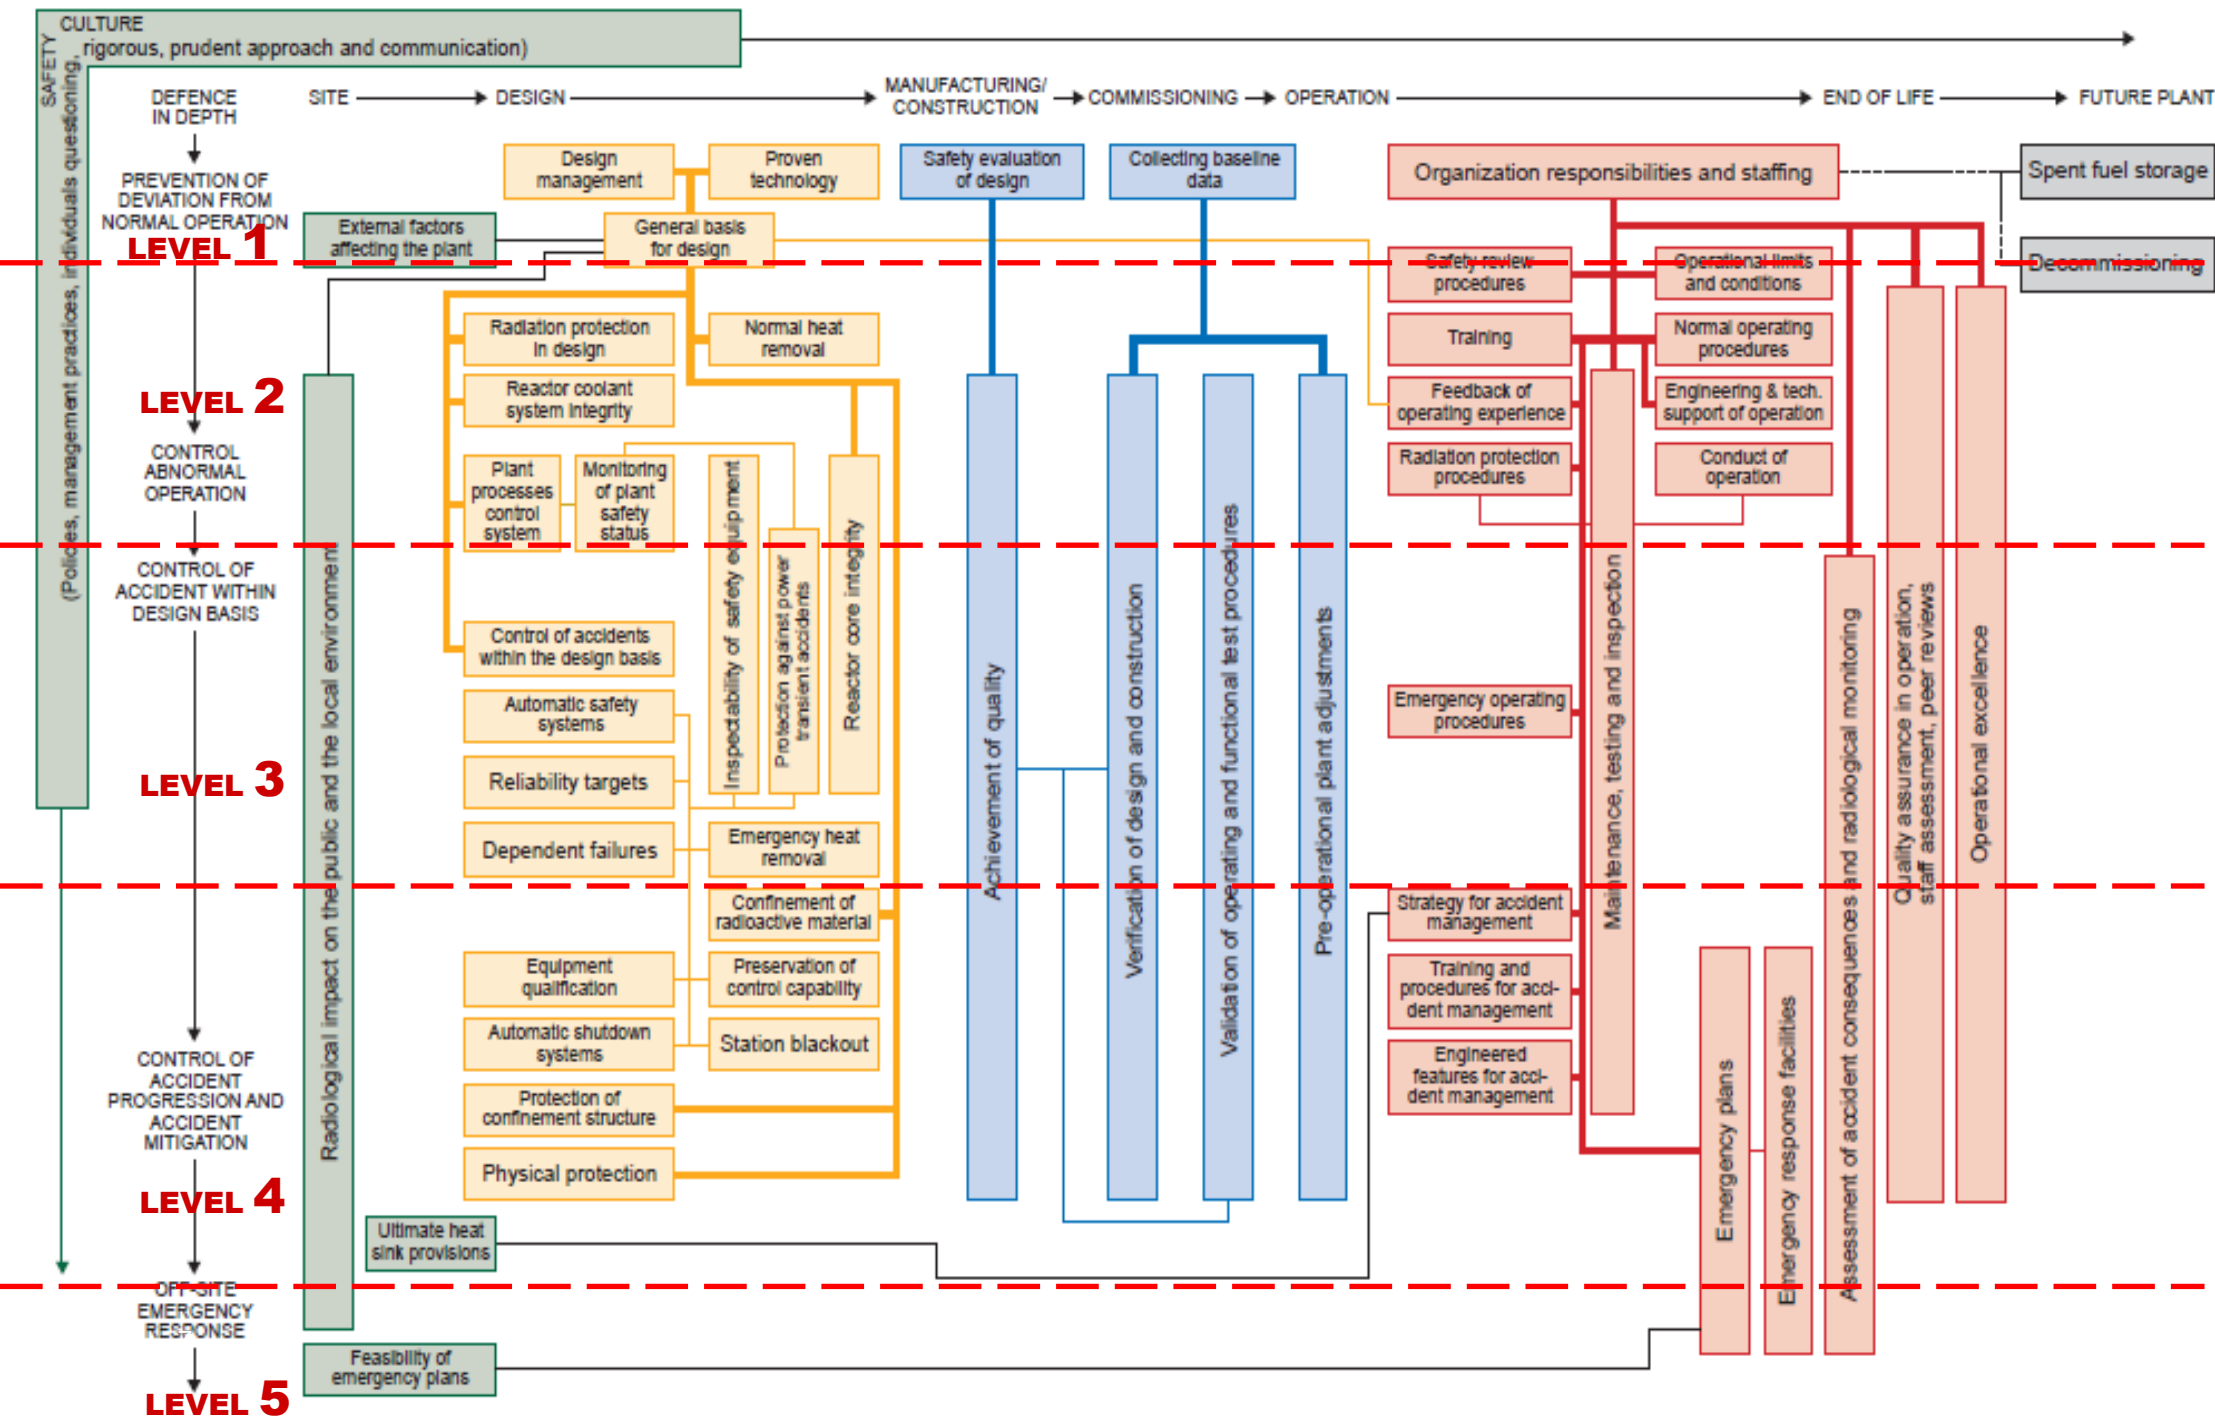 CULTURE
rigorous, prudent approach and communication)
SAFETY
(Policies, management practices, individuals questioning,
DEFENCE
IN DEPTH
SITE
DESIGN
MANUFACTURING/
CONSTRUCTION
COMMISSIONING
OPERATION
END OF LIFE
FUTURE PLANT
PREVENTION OF
DEVIATION FROM
NORMAL OPERATION
LEVEL 1
LEVEL 2
CONTROL
ABNORMAL
OPERATION
CONTROL OF
ACCIDENT WITHIN
DESIGN BASIS
LEVEL 3
CONTROL OF
ACCIDENT
PROGRESSION AND
ACCIDENT
MITIGATION
LEVEL 4
OFF-SITE
EMERGENCY
RESPONSE
LEVEL 5
External factors
affecting the plant
Radiological impact on the public and the local environment
Ultimate heat
sink provisions
Feasibility of
emergency plans
Design
management
Proven
technology
General basis
for design
Radiation protection
in design
Normal heat
removal
Reactor coolant
system integrity
Plant
processes
control
system
Monitoring
of plant
safety
status
Inspectability of safety equipment
Protection against power
transient accidents
Reactor core integrity
Control of accidents
within the design basis
Automatic safety
systems
Reliability targets
Dependent failures
Emergency heat
removal
Confinement of
radioactive material
Equipment
qualification
Preservation of
control capability
Automatic shutdown
systems
Station blackout
Protection of
confinement structure
Physical protection
Safety evaluation
of design
Collecting baseline
data
Achievement of quality
Verification of design and construction
Validation of operating and functional test procedures
Pre-operational plant adjustments
Organization responsibilities and staffing
Safety review
procedures
Operational limits
and conditions
Training
Normal operating
procedures
Feedback of
operating experience
Engineering & tech.
support of operation
Radiation protection
procedures
Conduct of
operation
Maintenance, testing and inspection
Emergency operating
procedures
Strategy for accident
management
Training and
procedures for acci-
dent management
Engineered
features for acci-
dent management
Emergency plans
Emergency response facilities
Assessment of accident consequences and radiological monitoring
Quality assurance in operation,
staff assessment, peer reviews
Operational excellence
Spent fuel storage
Decommissioning